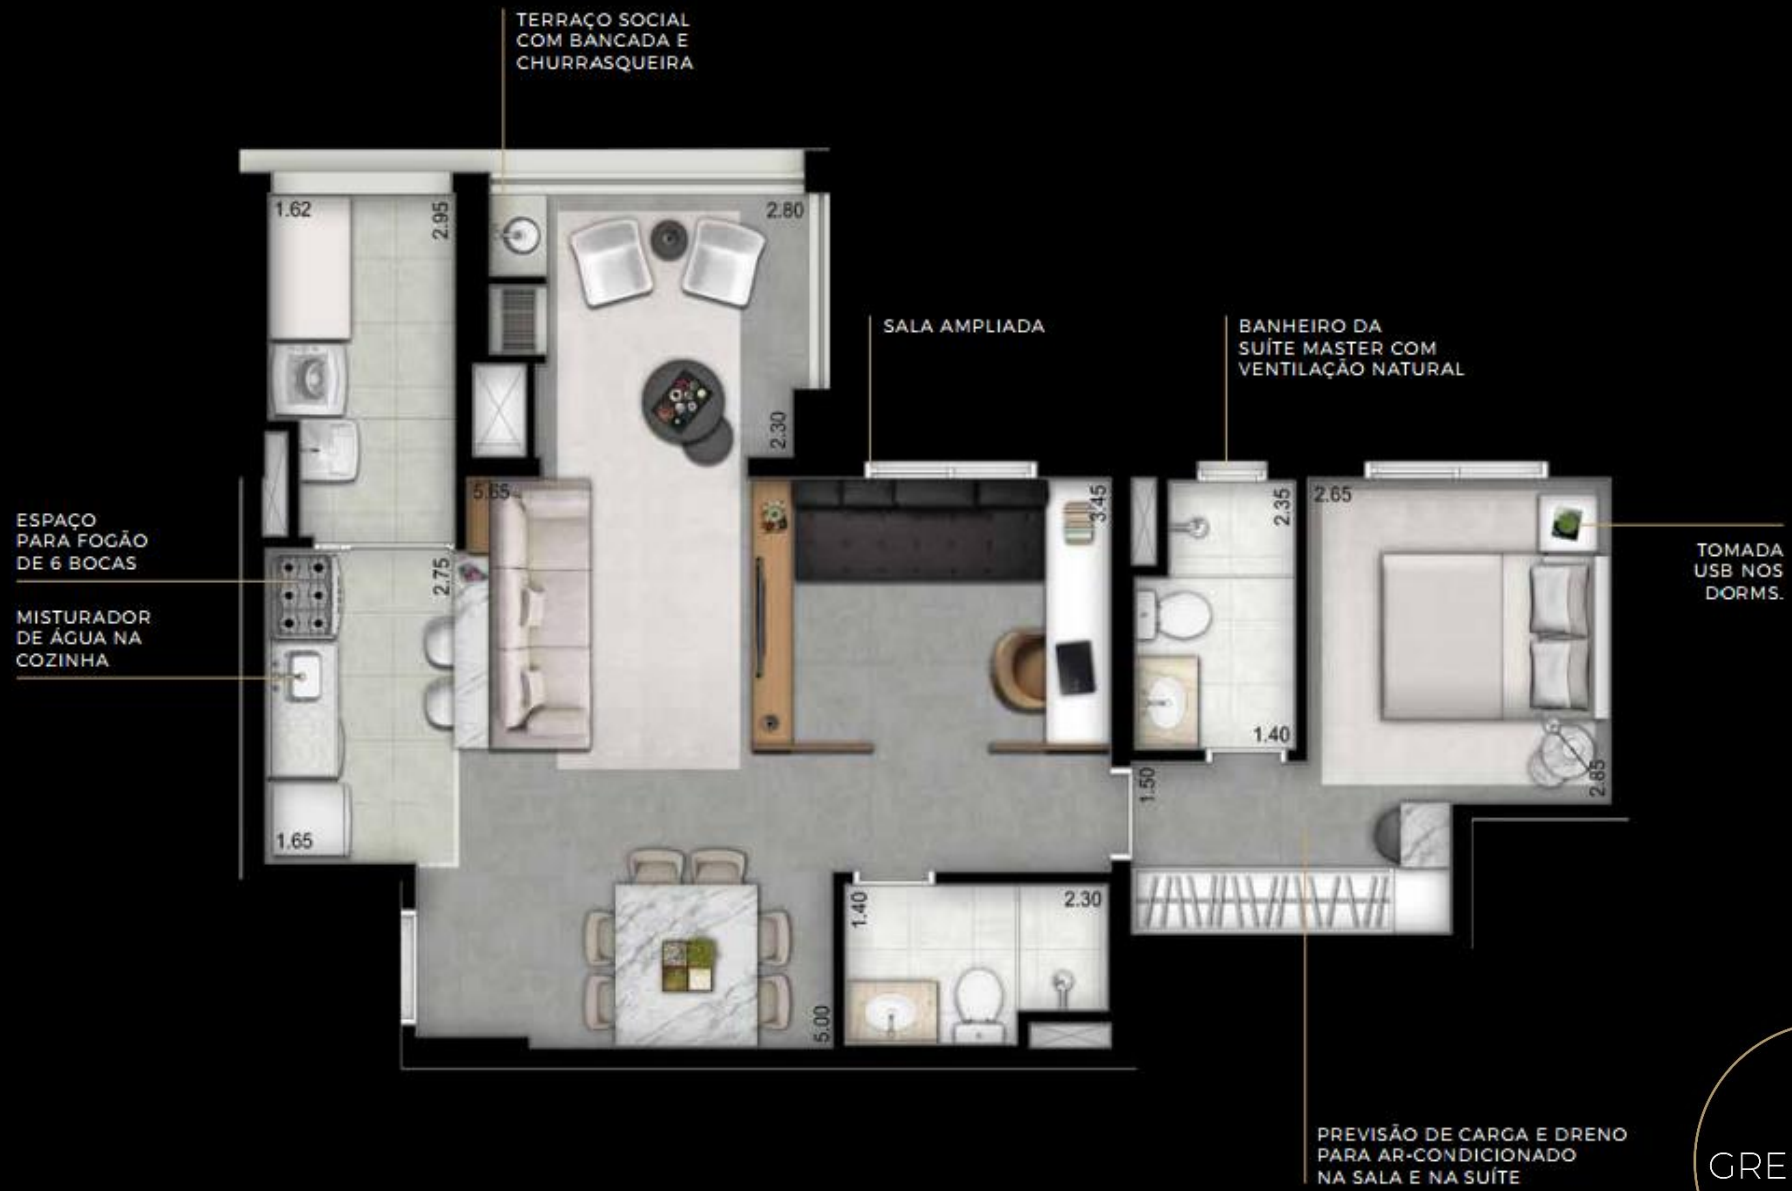 TERRAÇO SOCIAL
COM BANCADA E
CHURRASQUEIRA
1.62
2.95
2.80
2.30
SALA AMPLIADA
BANHEIRO DA
SUÍTE MASTER COM
VENTILAÇÃO NATURAL
5.65
3.45
2.35
2.65
ESPAÇO
PARA FOGÃO
DE 6 BOCAS
2.75
TOMADA
USB NOS
DORMS.
MISTURADOR
DE ÁGUA NA
COZINHA
1.40
1.50
2.85
1.65
1.40
2.30
5.00
PREVISÃO DE CARGA E DRENO
PARA AR-CONDICIONADO
NA SALA E NA SUÍTE
GRE